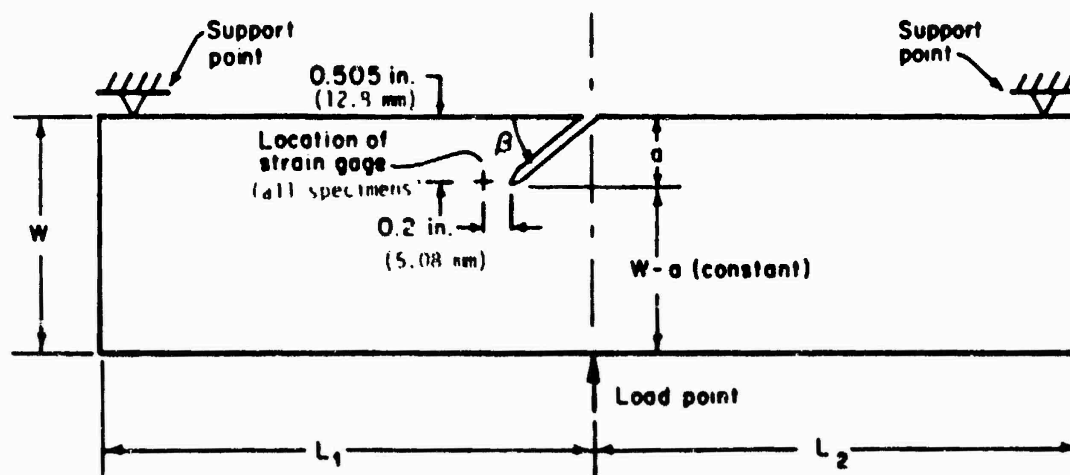 Support
point
Support
point
0.505 in.
(12.8 mm)
Location of
strain gage
(all specimens)
β
a
0.2 in.
(5.08 mm)
W
W-a (constant)
Load point
L1
L2